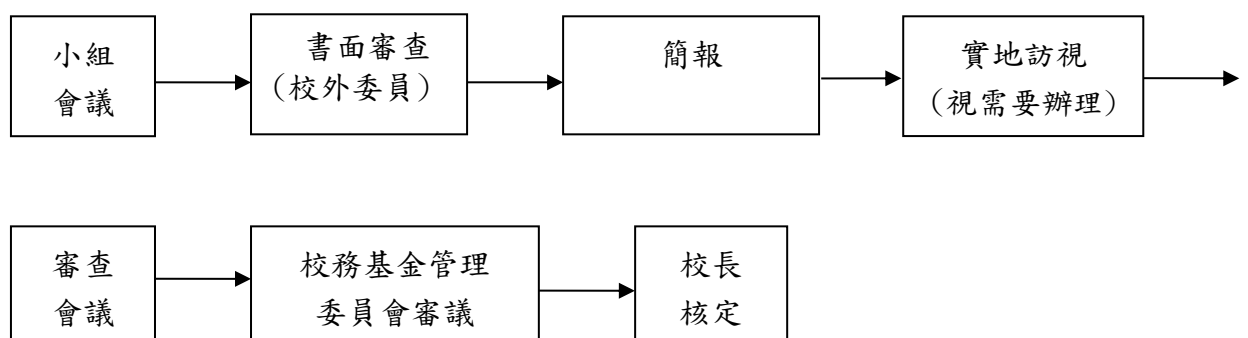 小組
會議
書面審查
(校外委員)
簡報
實地訪視
(視需要辦理)
審查
會議
校務基金管理
委員會審議
校長
核定